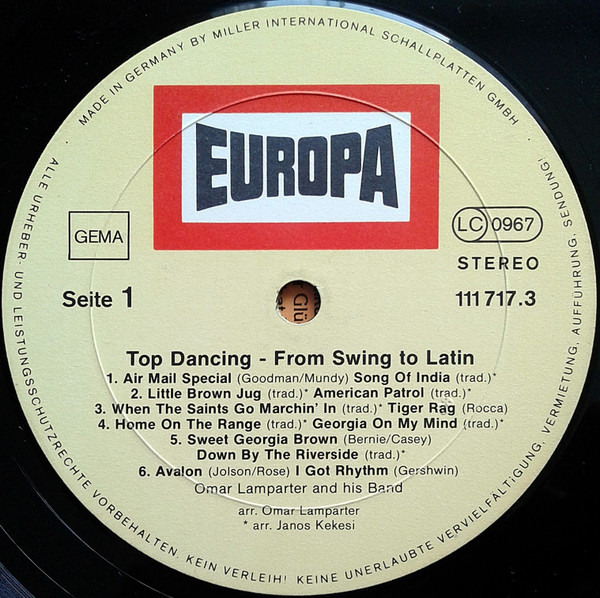 MADE IN GERMANY BY MILLER INTERNATIONAL SCHALLPLATTEN GMBH
EUROPA
GEMA
LC 0967
STEREO
Seite 1
111 717.3
Top Dancing - From Swing to Latin
1. Air Mail Special (Goodman/Mundy) Song Of India (trad.)*
2. Little Brown Jug (trad.)* American Patrol (trad.)*
3. When The Saints Go Marchin' In (trad.)* Tiger Rag (Rocca)
4. Home On The Range (trad.)* Georgia On My Mind (trad.)*
5. Sweet Georgia Brown (Bernie/Casey)
Down By The Riverside (trad.)*
6. Avalon (Jolson/Rose) I Got Rhythm (Gershwin)
Omar Lamparter and his Band
arr. Omar Lamparter
* arr. Janos Kekesi
ALLE URHEBER- UND LEISTUNGSSCHUTZRECHTE VORBEHALTEN. KEIN VERLEIH! KEINE UNERLAUBTE VERVIELFÄLTIGUNG, VERMIETUNG, AUFFÜHRUNG, SENDUNG!